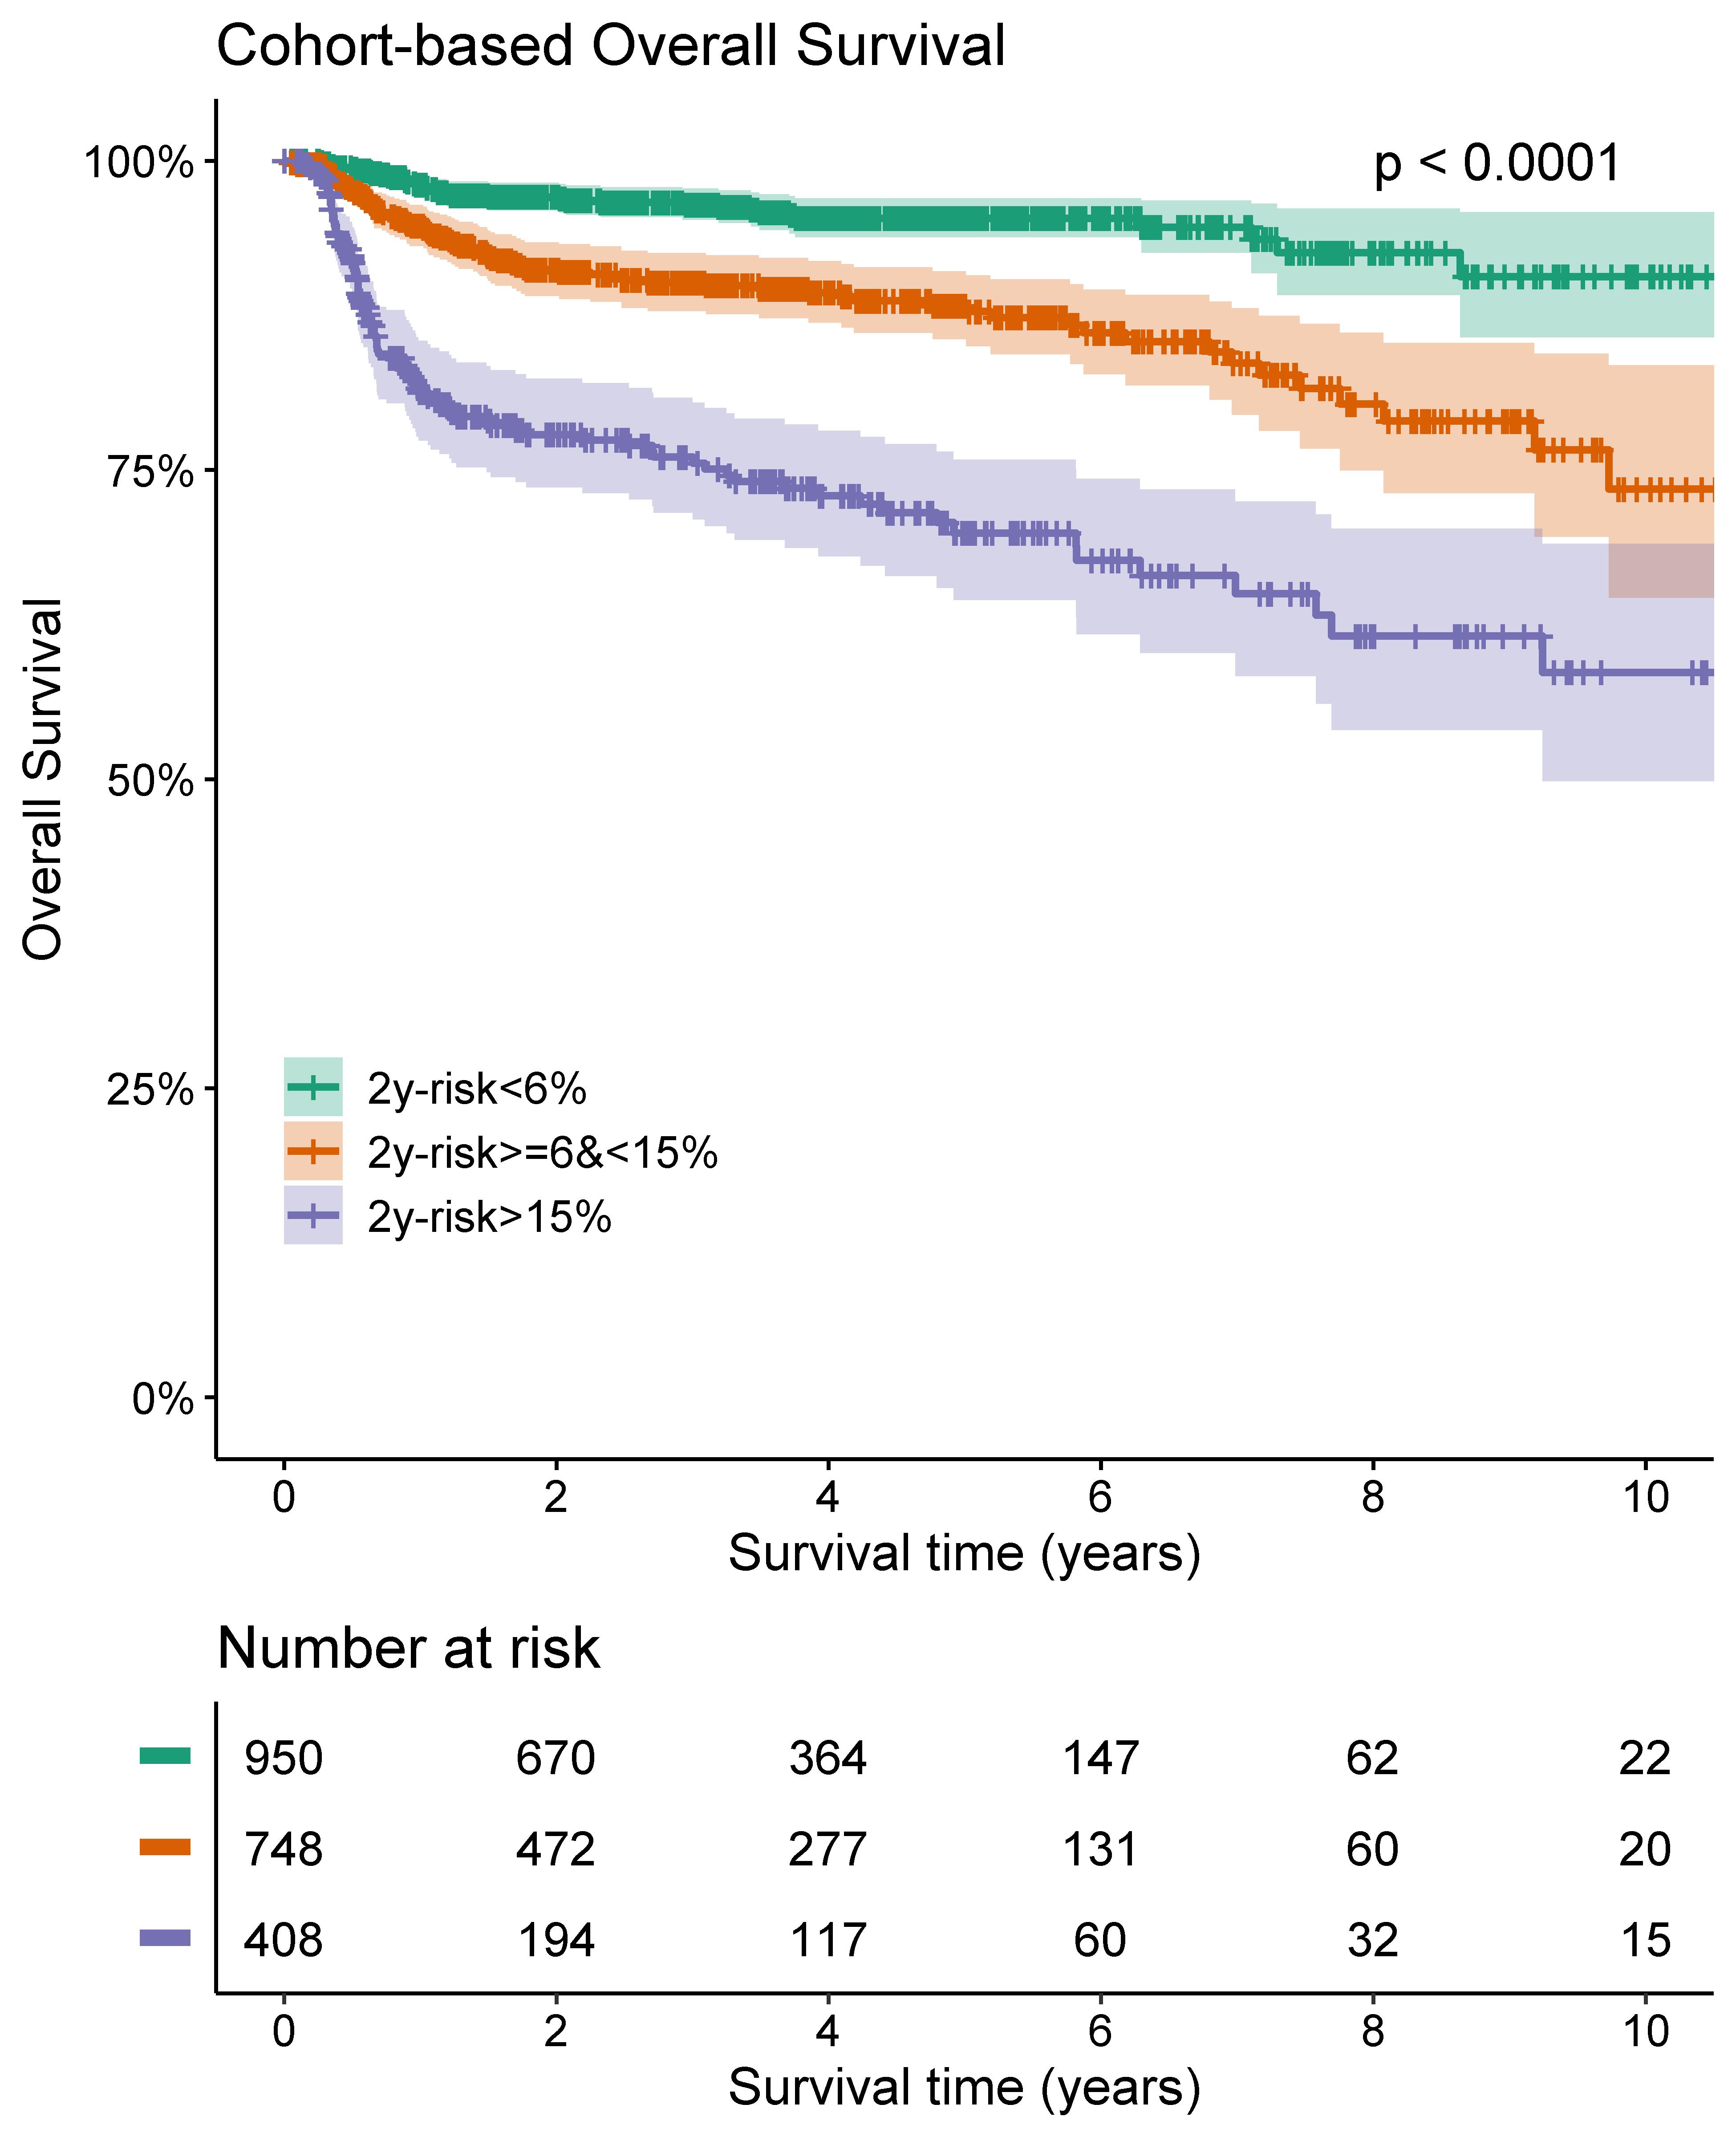 Cohort-based Overall Survival
p < 0.0001
100%
75%
50%
25%
0%
Overall Survival
2y-risk<6%
2y-risk>=6&<15%
2y-risk>15%
0 2 4 6 8 10
Survival time (years)
Number at risk
950 670 364 147 62 22
748 472 277 131 60 20
408 194 117 60 32 15
0 2 4 6 8 10
Survival time (years)